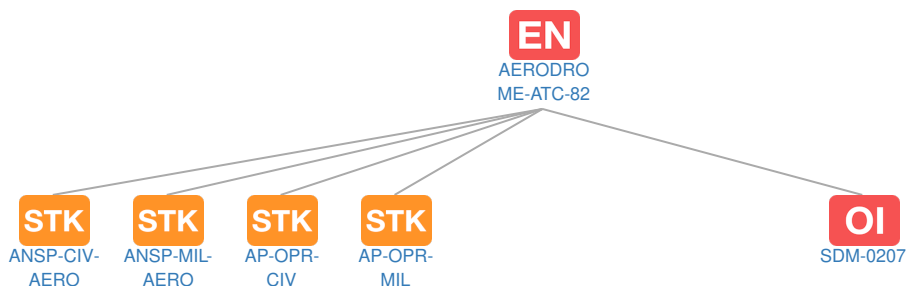 EN
AERODRO
ME-ATC-82
STK
STK
STK
STK
OI
ANSP-CIV-
AERO
ANSP-MIL-
AERO
AP-OPR-
CIV
AP-OPR-
MIL
SDM-0207